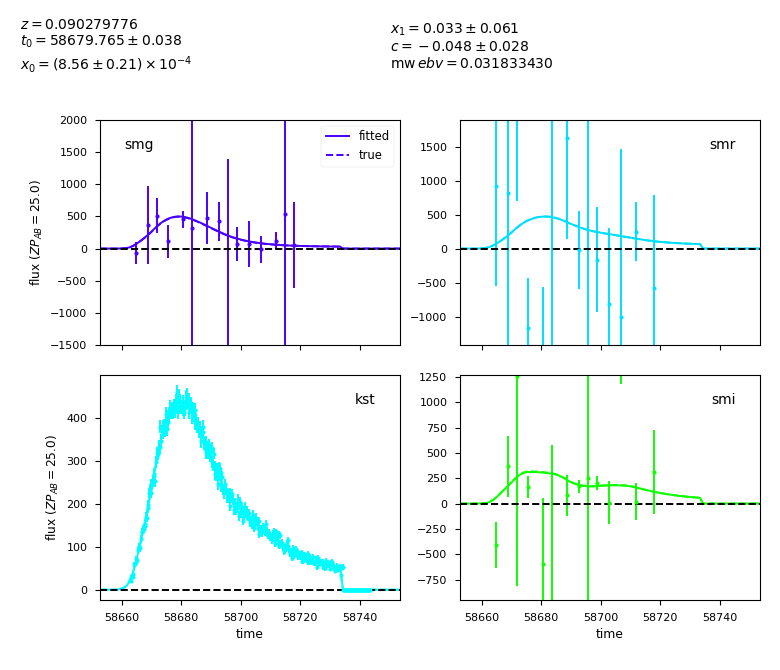 z = 0.090279776
t₀ = 58679.765 ± 0.038
x₀ = (8.56 ± 0.21) × 10⁻⁴
x₁ = 0.033 ± 0.061
c = −0.048 ± 0.028
mw ebv = 0.031833430
smg
fitted
true
2000
1500
1000
500
0
−500
−1000
−1500
flux (ZP_AB = 25.0)
smr
1500
1000
500
0
−500
−1000
kst
400
300
200
100
0
flux (ZP_AB = 25.0)
58660 58680 58700 58720 58740
time
smi
1250
1000
750
500
250
0
−250
−500
−750
58660 58680 58700 58720 58740
time